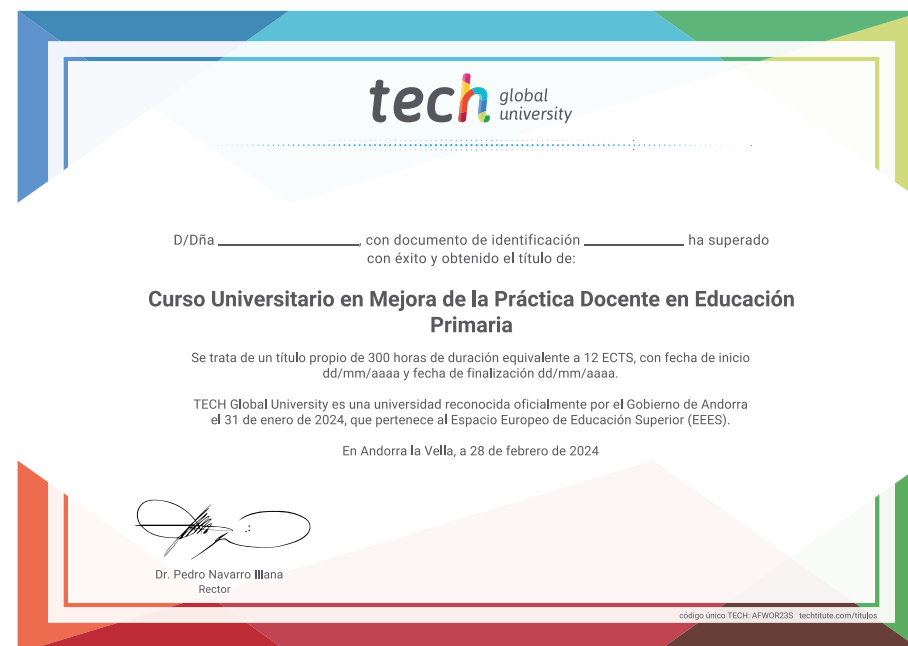 tech global university
D/Dña ____________________, con documento de identificación ______________ ha superado
con éxito y obtenido el título de:
Curso Universitario en Mejora de la Práctica Docente en Educación
Primaria
Se trata de un título propio de 300 horas de duración equivalente a 12 ECTS, con fecha de inicio
dd/mm/aaaa y fecha de finalización dd/mm/aaaa.
TECH Global University es una universidad reconocida oficialmente por el Gobierno de Andorra
el 31 de enero de 2024, que pertenece al Espacio Europeo de Educación Superior (EEES).
En Andorra la Vella, a 28 de febrero de 2024
Dr. Pedro Navarro Illana
Rector
código único TECH: AFWOR23S techtitute.com/titulos